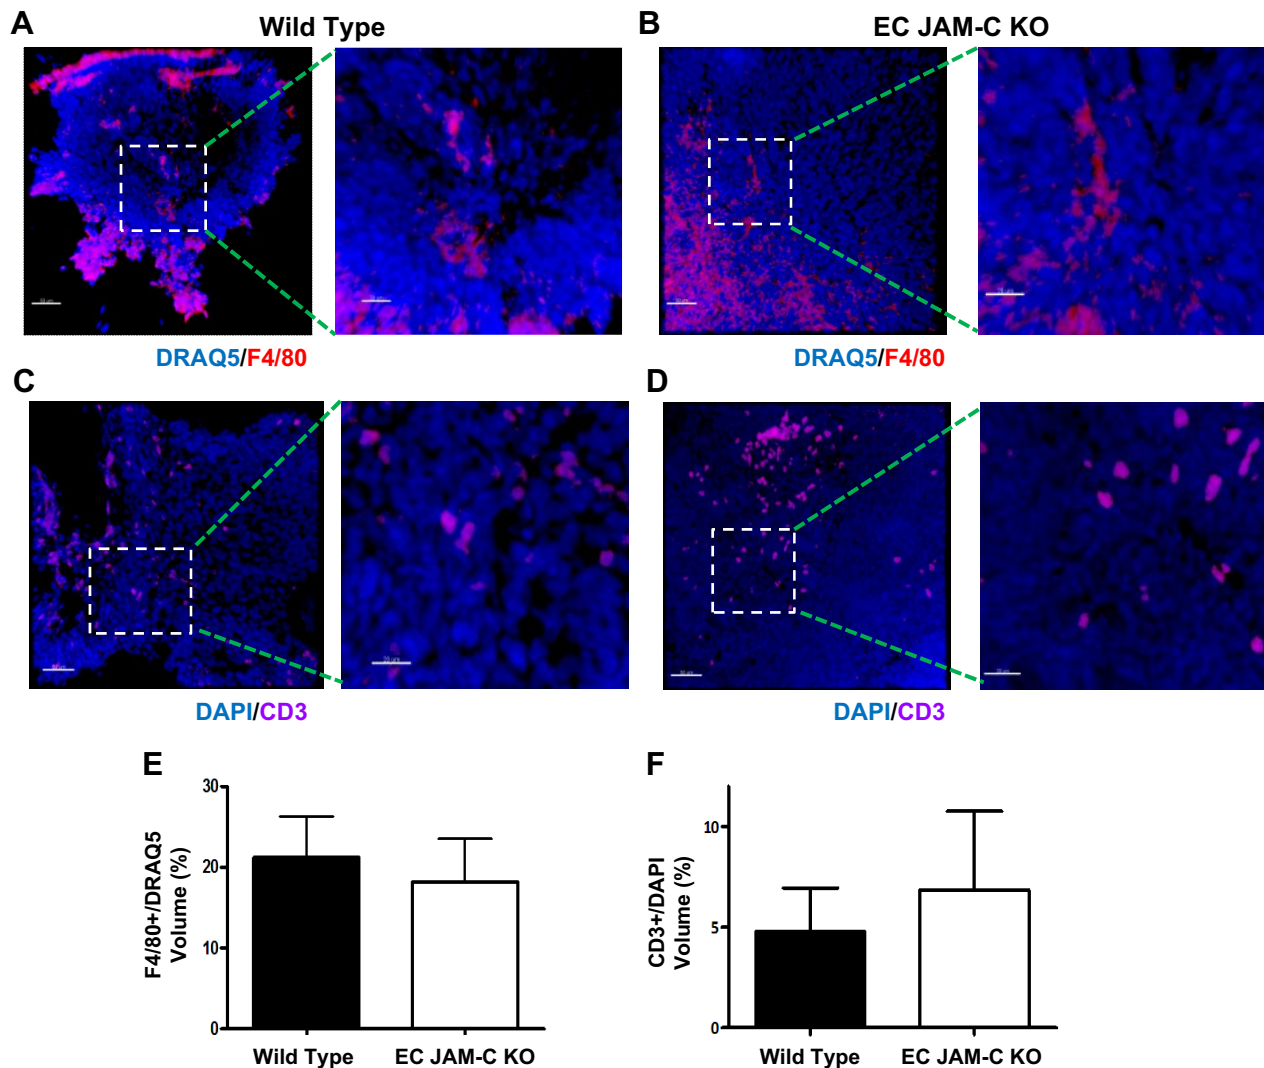 A
Wild Type
B
EC JAM-C KO
DRAQ5/F4/80
DRAQ5/F4/80
C
D
20 µm
DAPI/CD3
DAPI/CD3
E
F4/80+/DRAQ5
Volume (%)
30
20
10
0
Wild Type
EC JAM-C KO
F
CD3+/DAPI
Volume (%)
10
5
0
Wild Type
EC JAM-C KO